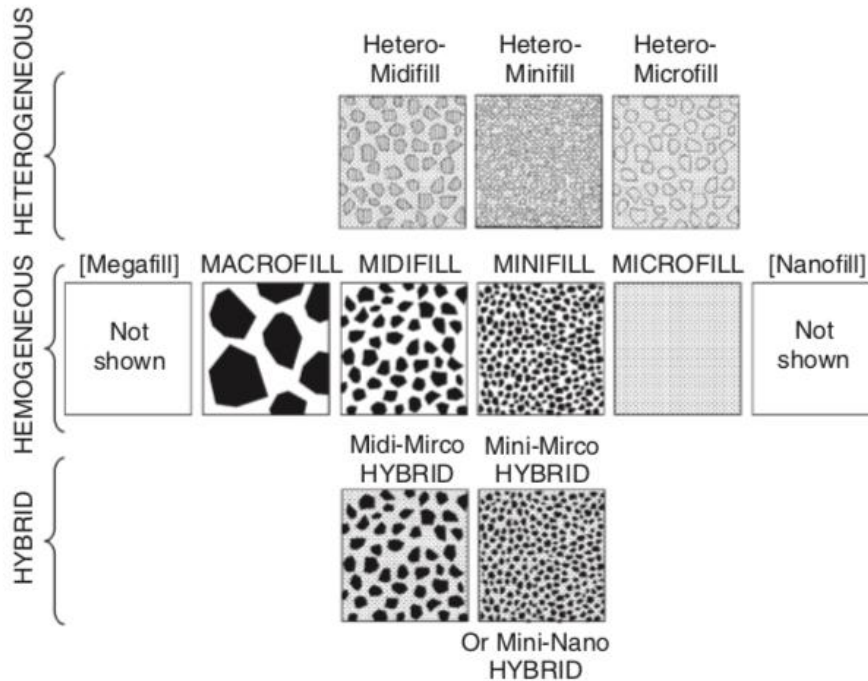 HETEROGENEOUS
Hetero-
Midifill
Hetero-
Minifill
Hetero-
Microfill
HEMOGENEOUS
[Megafill]
MACROFILL
MIDIFILL
MINIFILL
MICROFILL
[Nanofill]
Not
shown
Not
shown
HYBRID
Midi-Mirco
HYBRID
Mini-Mirco
HYBRID
Or Mini-Nano
HYBRID